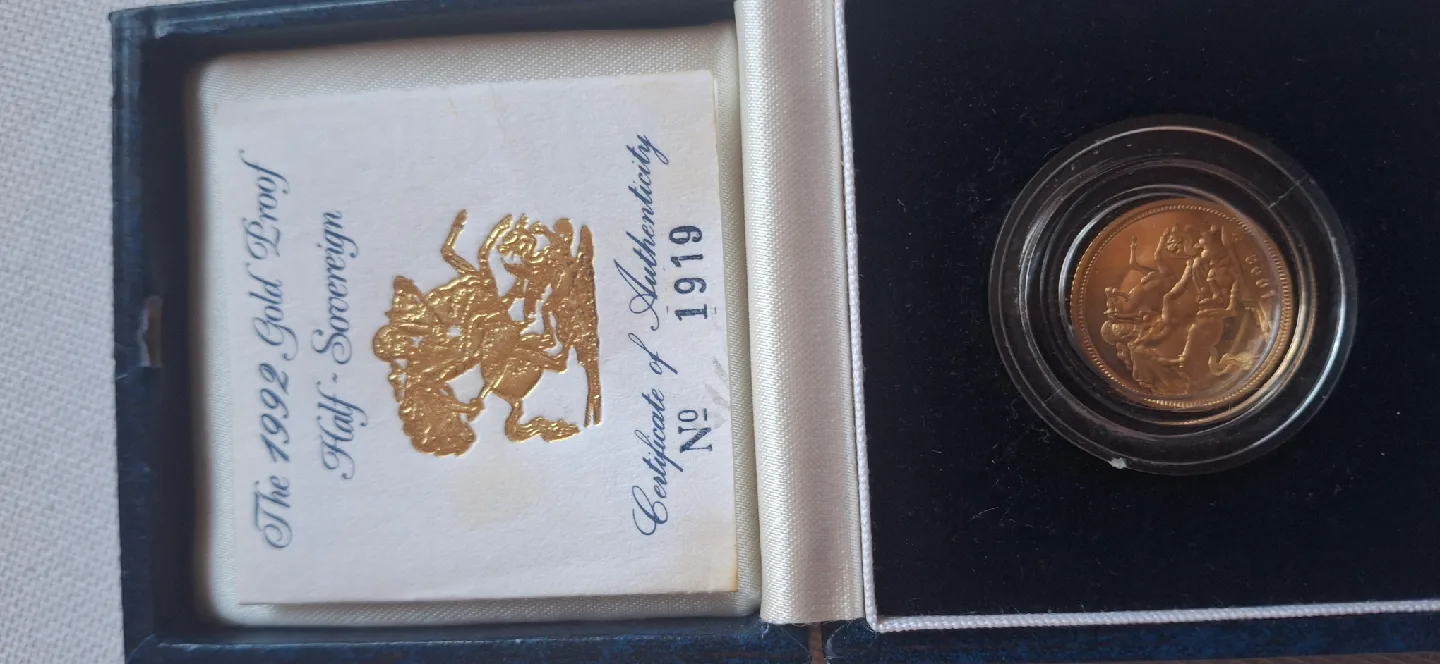 The 1992 Gold Proof
Half - Sovereign
Certificate of Authenticity
Nº 1919